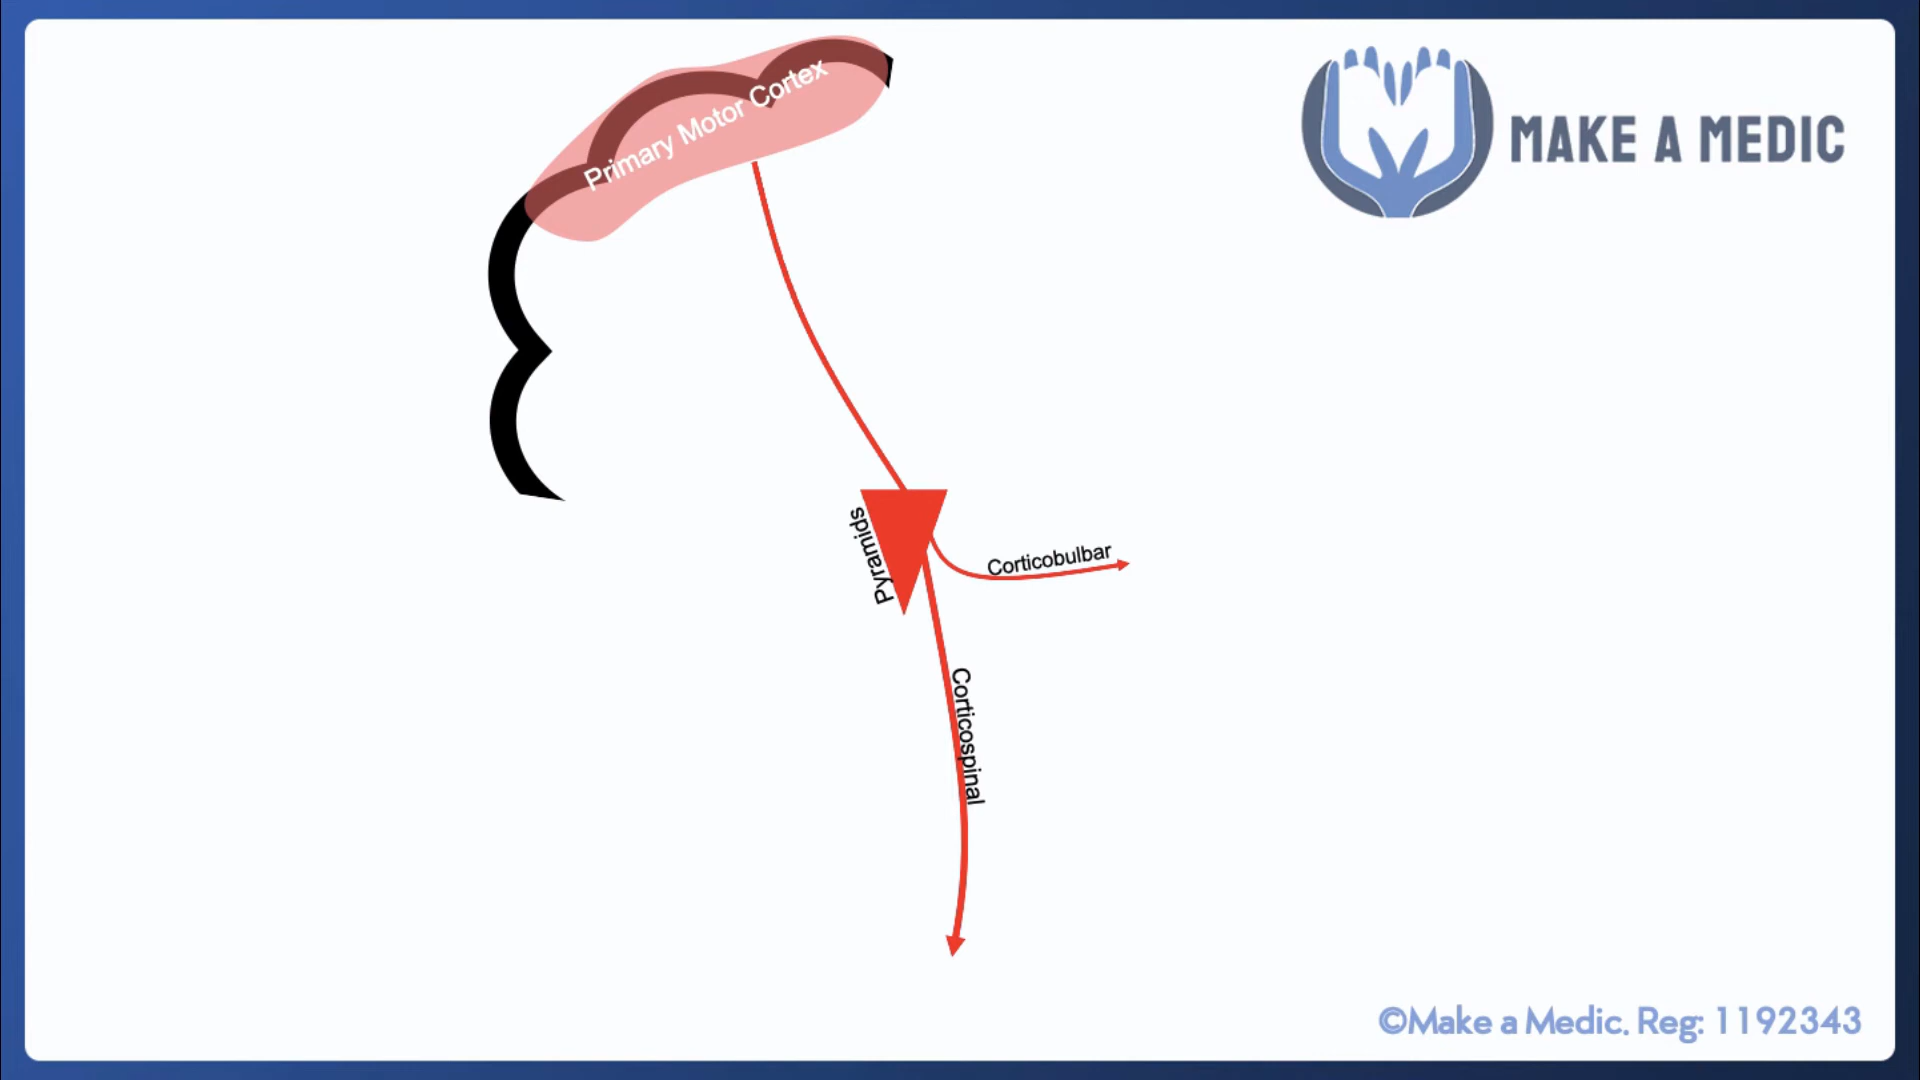 Primary Motor Cortex
MAKE A MEDIC
Pyramids
Corticobulbar
Corticospinal
©Make a Medic. Reg: 1192343